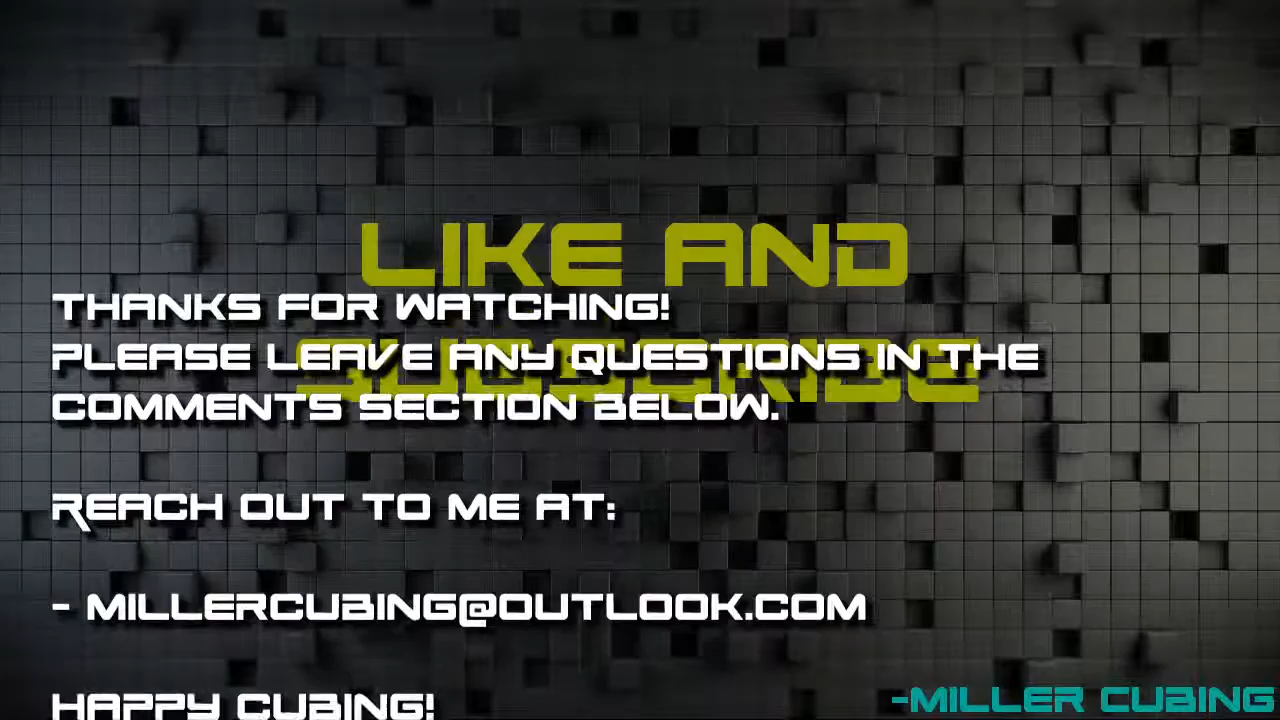 LIKE AND
SUBSCRIBE
THANKS FOR WATCHING!
PLEASE LEAVE ANY QUESTIONS IN THE
COMMENTS SECTION BELOW.
REACH OUT TO ME AT:
- MILLERCUBING@OUTLOOK.COM
HAPPY CUBING!
-MILLER CUBING